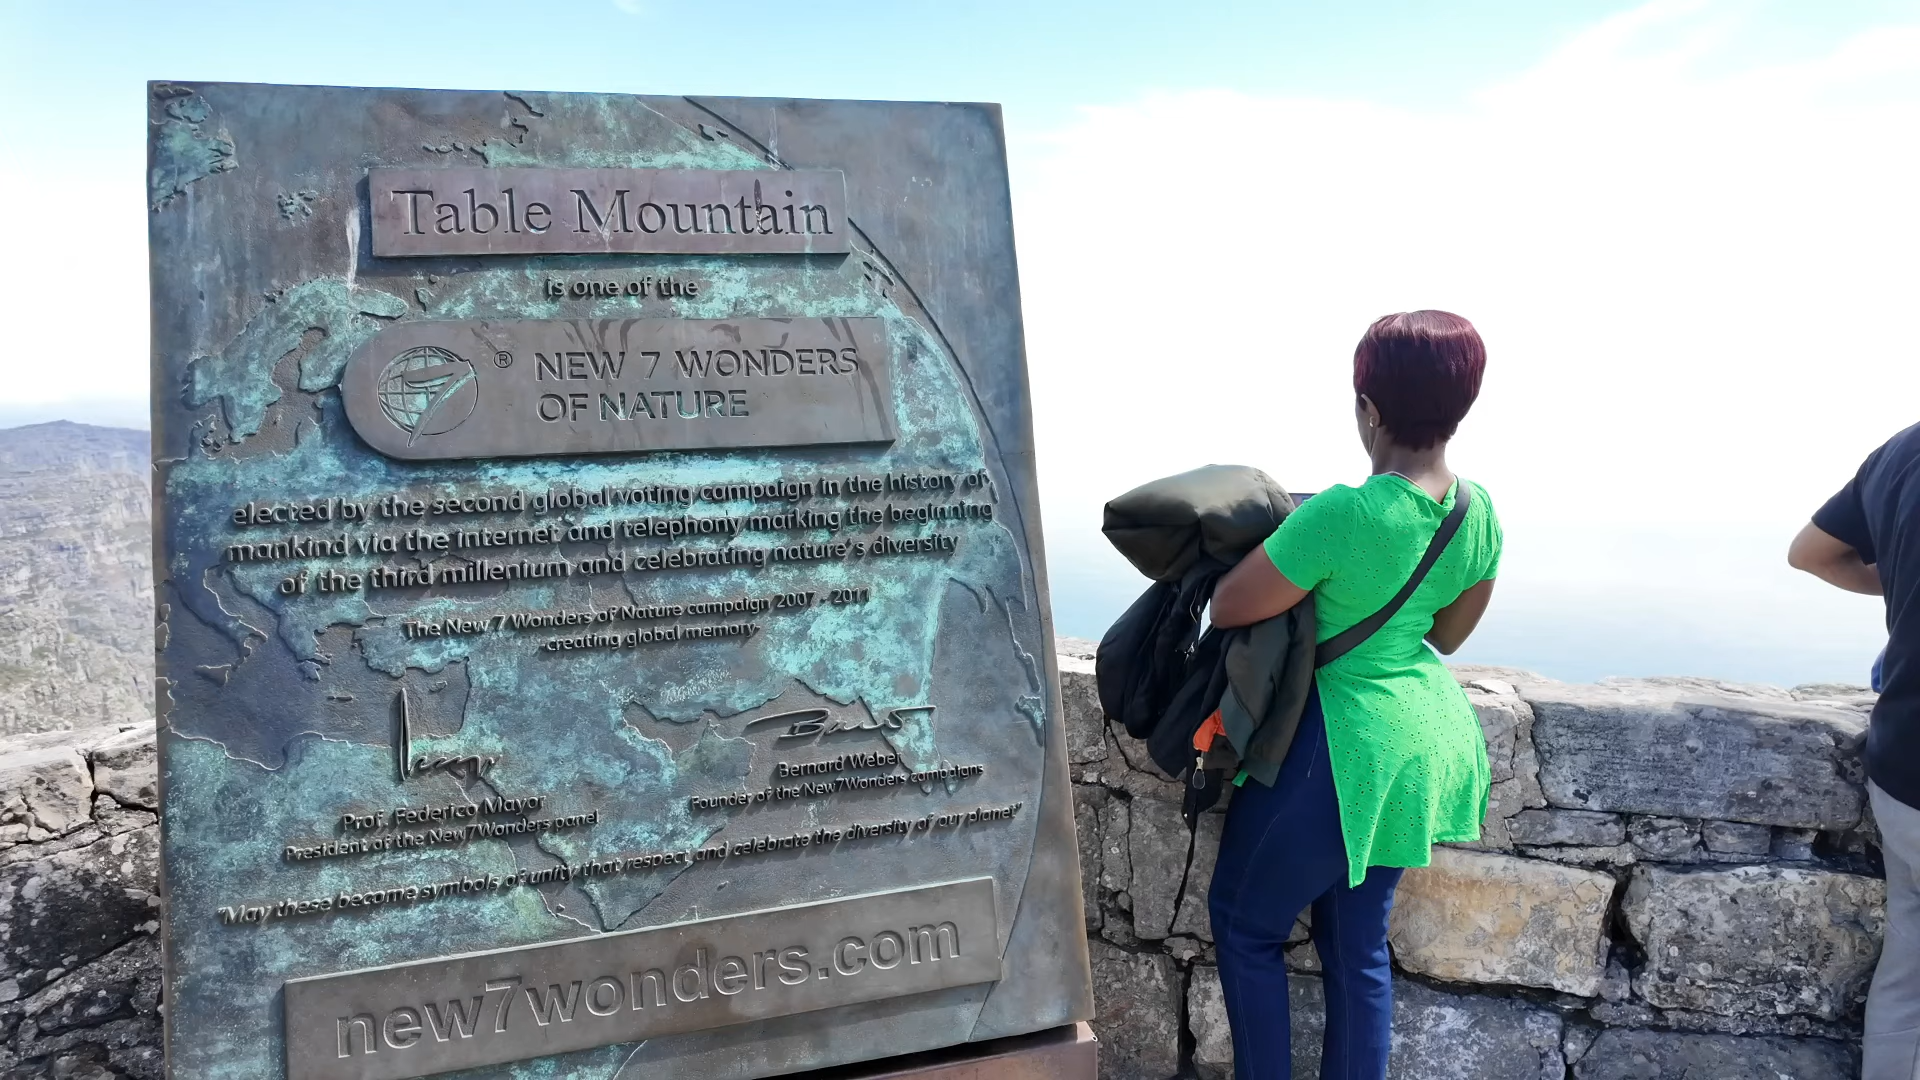 Table Mountain
is one of the
® NEW 7 WONDERS
OF NATURE
elected by the second global voting campaign in the history of
mankind via the internet and telephony marking the beginning
of the third millenium and celebrating nature's diversity
The New 7 Wonders of Nature campaign 2007 - 2011
-creating global memory-
Prof. Federico Mayor
President of the New7Wonders panel
Bernard Weber
Founder of the New7Wonders campaigns
"May these become symbols of unity that respect and celebrate the diversity of our planet"
new7wonders.com